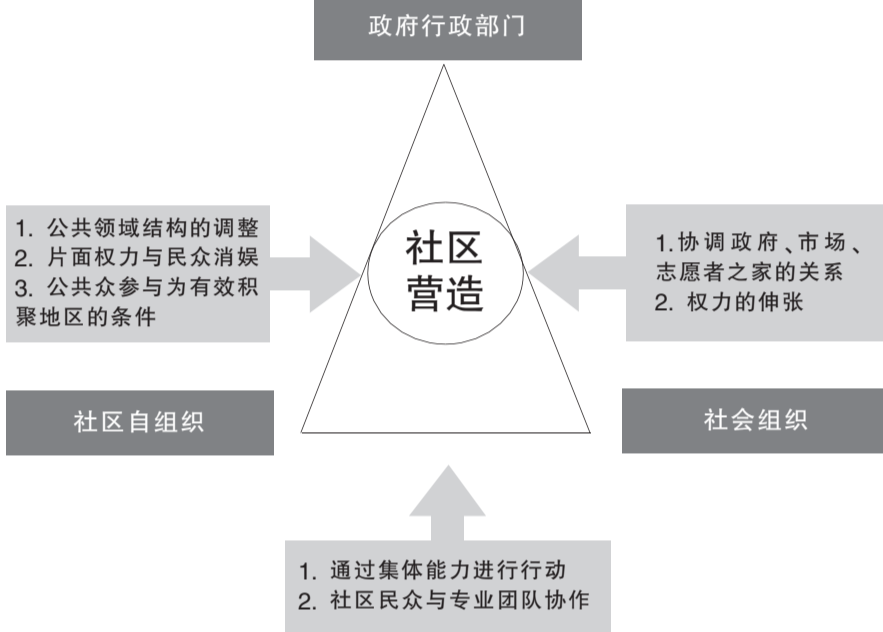 政府行政部门
1. 公共领域结构的调整
2. 片面权力与民众消娱
3. 公共众参与为有效积
聚地区的条件
社区
营造
1.协调政府、市场、
志愿者之家的关系
2. 权力的伸张
社区自组织
社会组织
1. 通过集体能力进行行动
2. 社区民众与专业团队协作